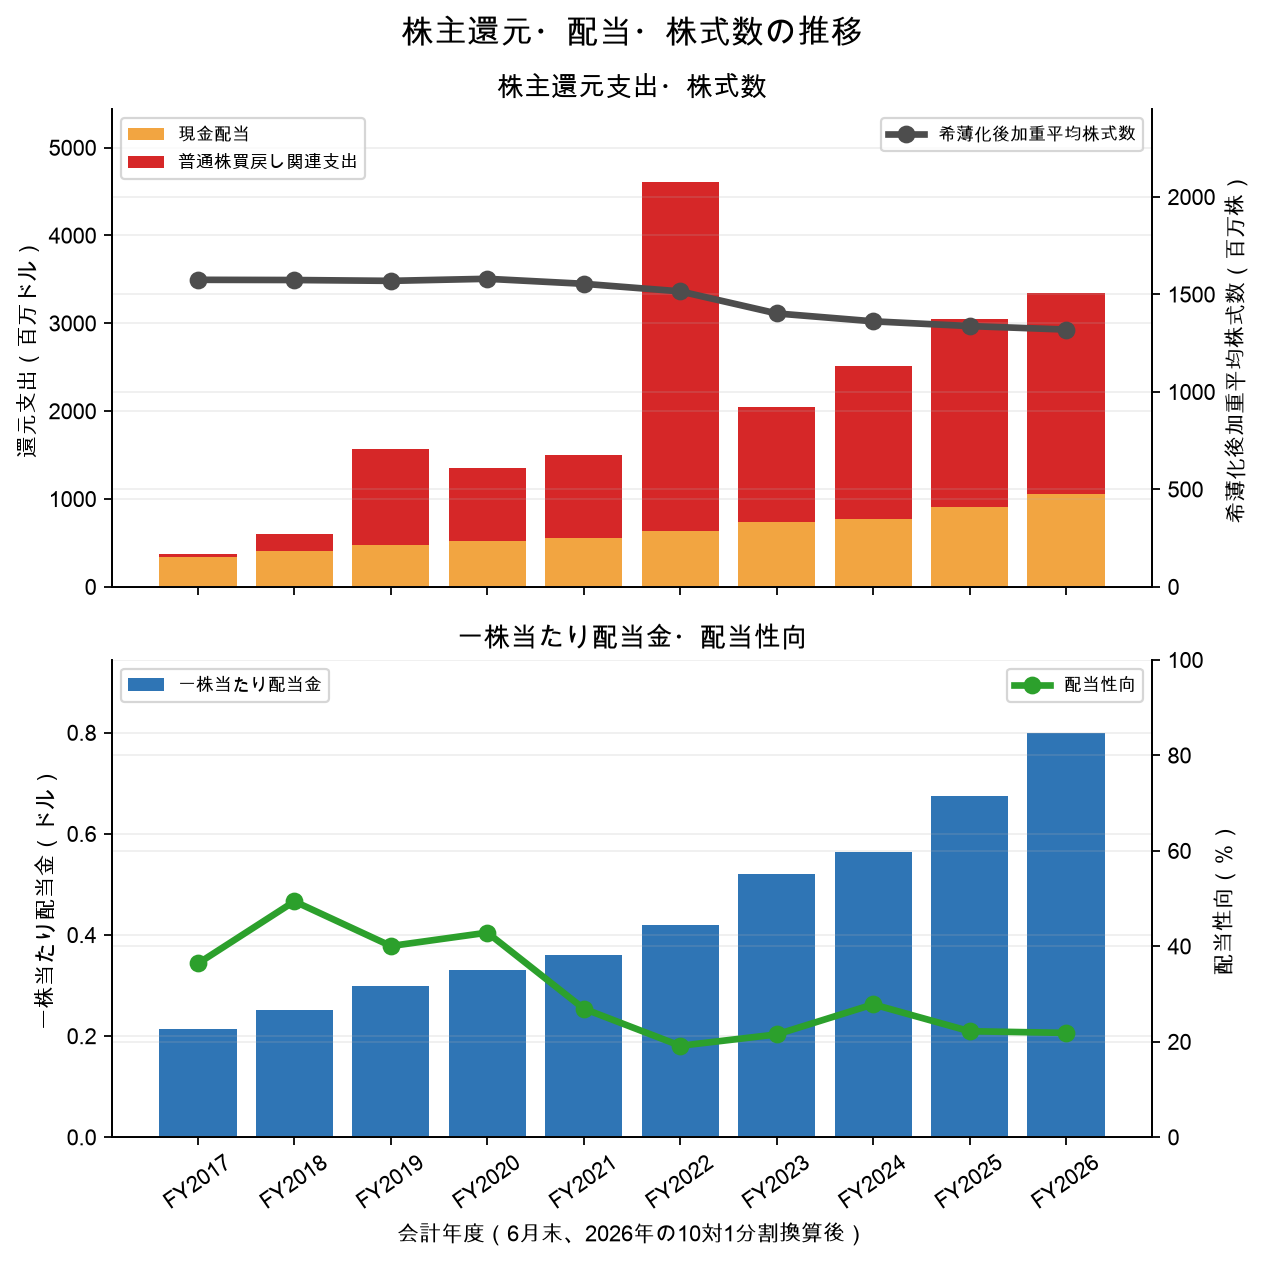 株主還元・配当・株式数の推移
株主還元支出・株式数
現金配当
普通株買戻し関連支出
希薄化後加重平均株式数
還元支出(百万ドル)
5000
4000
3000
2000
1000
0
2000
1500
1000
500
0
希薄化後加重平均株式数(百万株)
一株当たり配当金・配当性向
一株当たり配当金
配当性向
一株当たり配当金(ドル)
0.8
0.6
0.4
0.2
0.0
100
80
60
40
20
0
配当性向(%)
FY2017
FY2018
FY2019
FY2020
FY2021
FY2022
FY2023
FY2024
FY2025
FY2026
会計年度(6月末、2026年の10対1分割換算後)